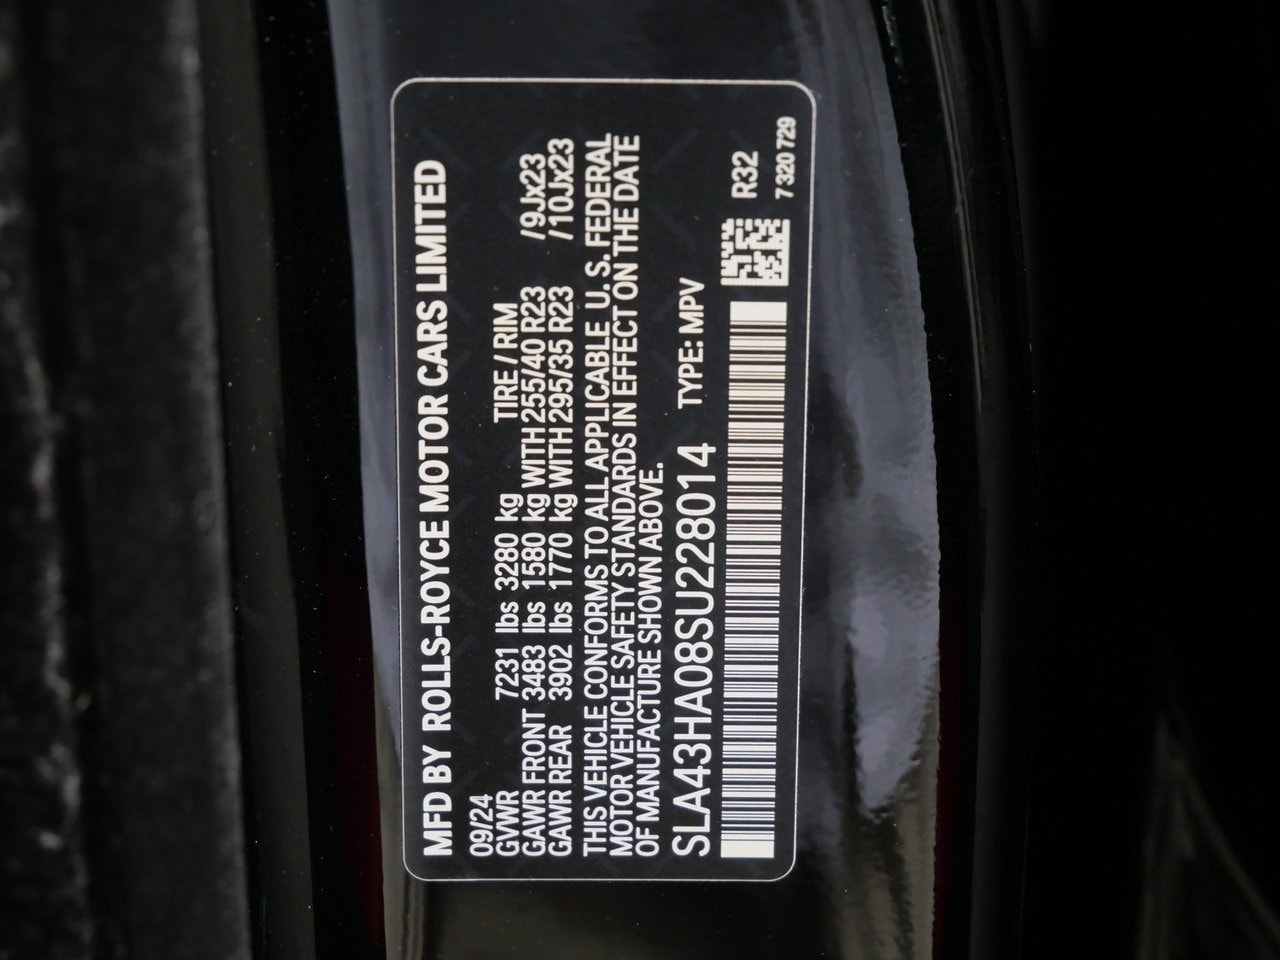 MFD BY ROLLS-ROYCE MOTOR CARS LIMITED
09/24
GVWR 7231 lbs 3280 kg TIRE / RIM
GAWR FRONT 3483 lbs 1580 kg WITH 255/40 R23 /9Jx23
GAWR REAR 3902 lbs 1770 kg WITH 295/35 R23 /10Jx23
THIS VEHICLE CONFORMS TO ALL APPLICABLE U. S. FEDERAL
MOTOR VEHICLE SAFETY STANDARDS IN EFFECT ON THE DATE
OF MANUFACTURE SHOWN ABOVE.
SLA43HA08SU228014 TYPE: MPV
R32
7 320 729